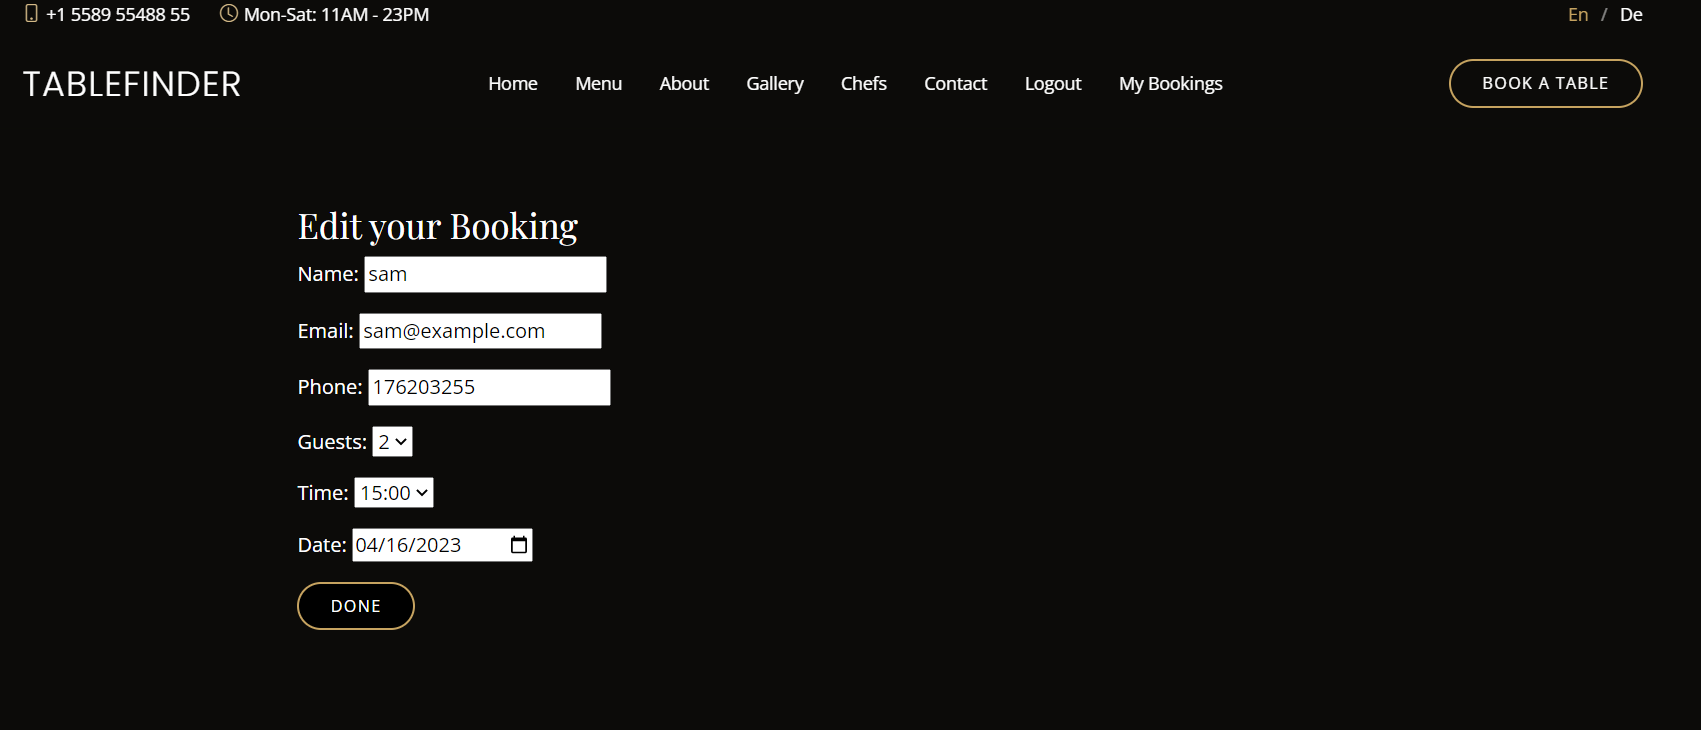 +1 5589 55488 55 Mon-Sat: 11AM - 23PM En / De
TABLEFINDER Home Menu About Gallery Chefs Contact Logout My Bookings BOOK A TABLE
Edit your Booking
Name: sam
Email: sam@example.com
Phone: 176203255
Guests: 2
Time: 15:00
Date: 04/16/2023
DONE